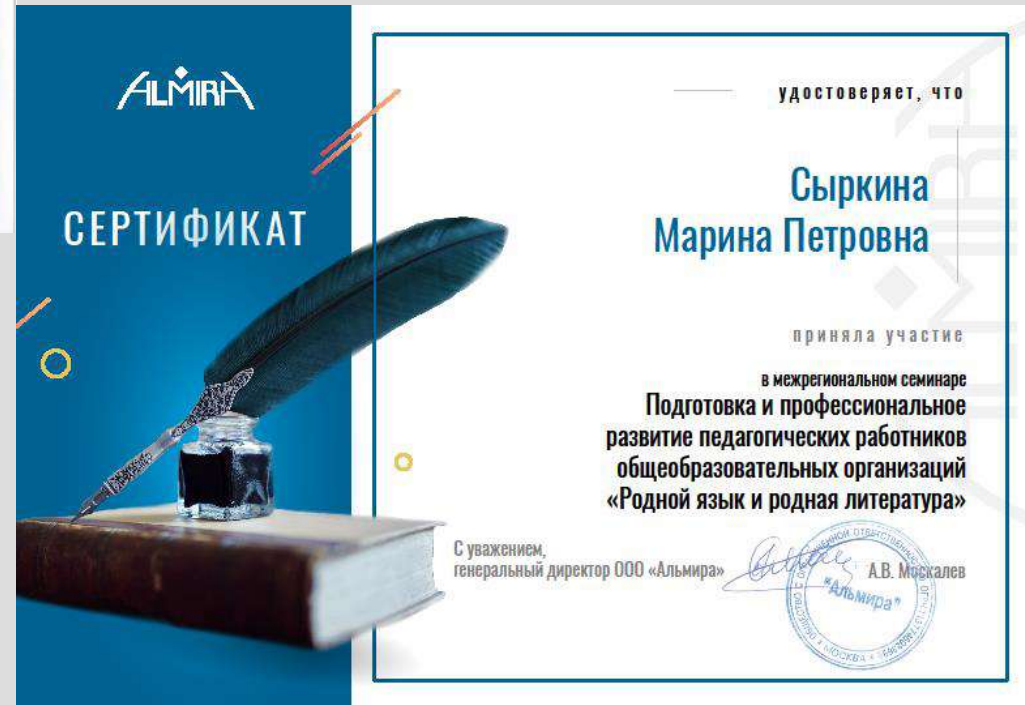 ALMIRA
СЕРТИФИКАТ
удостоверяет, что
Сыркина
Марина Петровна
приняла участие
в межрегиональном семинаре
Подготовка и профессиональное
развитие педагогических работников
общеобразовательных организаций
«Родной язык и родная литература»
С уважением,
генеральный директор ООО «Альмира»
А.В. Москалев
"Альмира"
МОСКВА